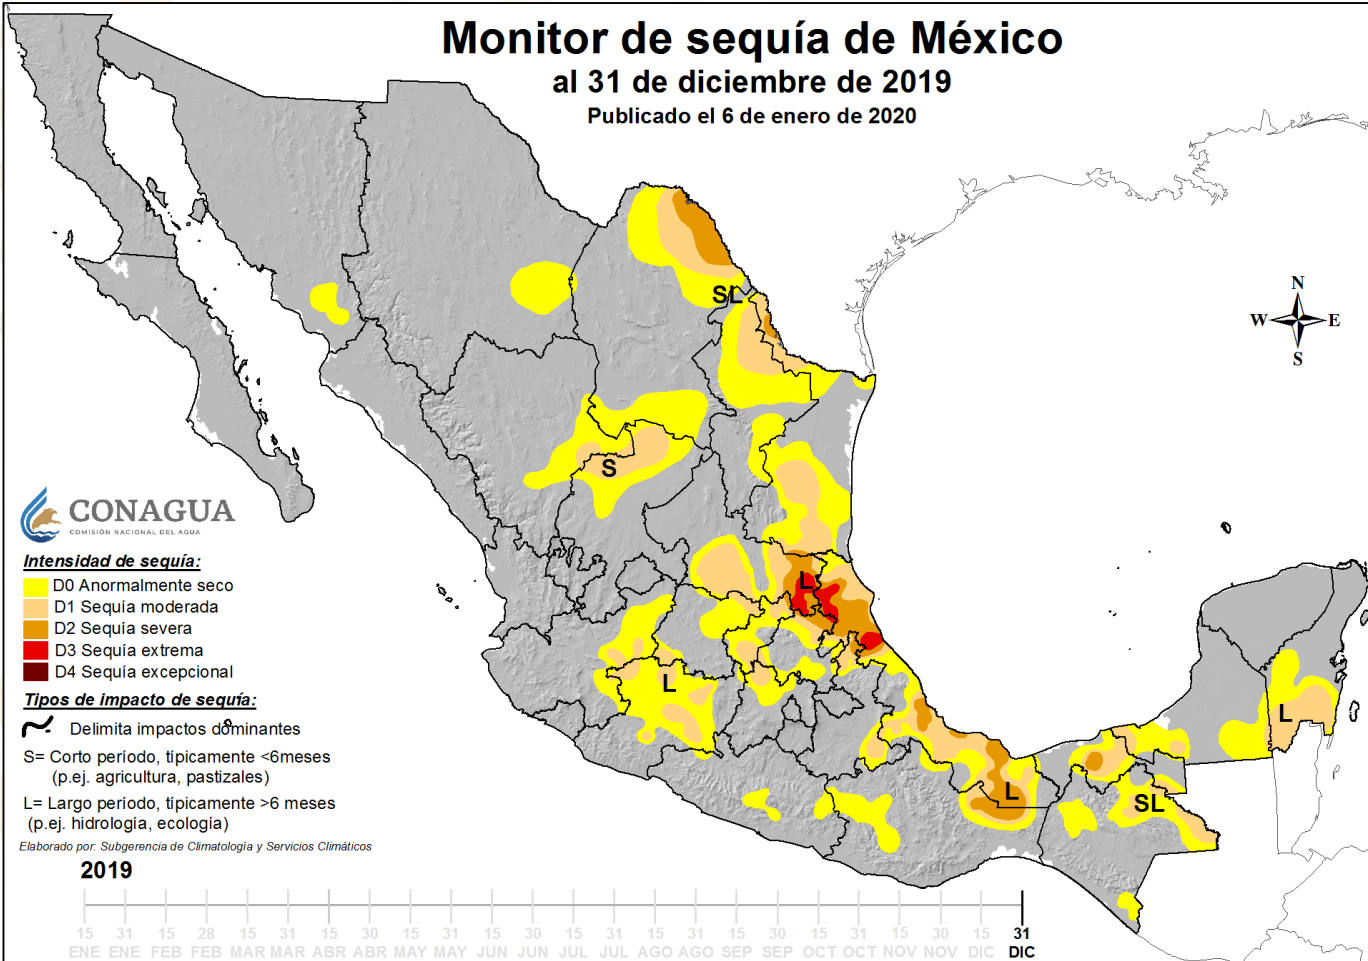 Monitor de sequía de México
al 31 de diciembre de 2019
Publicado el 6 de enero de 2020
N
W E
S
SL
S
L
L
L
L
SL
CONAGUA
COMISIÓN NACIONAL DEL AGUA
Intensidad de sequía:
D0 Anormalmente seco
D1 Sequía moderada
D2 Sequía severa
D3 Sequía extrema
D4 Sequía excepcional
Tipos de impacto de sequía:
Delimita impactos dominantes
S= Corto período, típicamente <6meses
(p.ej. agricultura, pastizales)
L= Largo período, típicamente >6 meses
(p.ej. hidrología, ecología)
Elaborado por: Subgerencia de Climatología y Servicios Climáticos
2019
15 31 15 28 15 31 15 30 15 31 15 30 15 31 15 31 15 30 15 31 15 30 15 31
ENE ENE FEB FEB MAR MAR ABR ABR MAY MAY JUN JUN JUL JUL AGO AGO SEP SEP OCT OCT NOV NOV DIC DIC